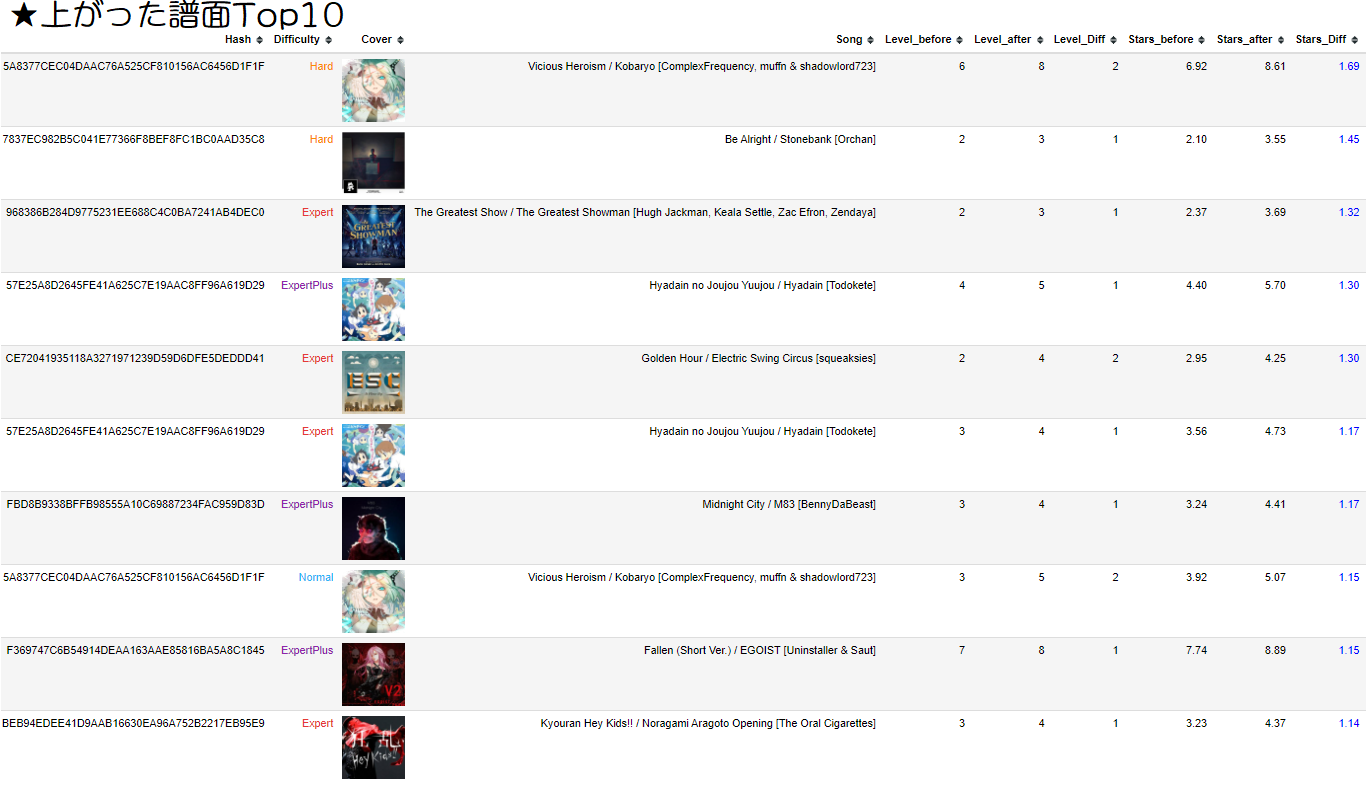 ★上がった譜面Top10
Hash Difficulty Cover Song Level_before Level_after Level_Diff Stars_before Stars_after Stars_Diff
5A8377CEC04DAAC76A525CF810156AC6456D1F1F Hard Vicious Heroism / Kobaryo [ComplexFrequency, muffn & shadowlord723] 6 8 2 6.92 8.61 1.69
7837EC982B5C041E77366F8BEF8FC1BC0AAD35C8 Hard Be Alright / Stonebank [Orchan] 2 3 1 2.10 3.55 1.45
968386B284D9775231EE688C4C0BA7241AB4DEC0 Expert The Greatest Show / The Greatest Showman [Hugh Jackman, Keala Settle, Zac Efron, Zendaya] 2 3 1 2.37 3.69 1.32
GREATEST
SHOWMAN
57E25A8D2645FE41A625C7E19AAC8FF96A619D29 ExpertPlus Hyadain no Joujou Yuujou / Hyadain [Todokete] 4 5 1 4.40 5.70 1.30
CE72041935118A3271971239D59D6DFE5DEDDD41 Expert Golden Hour / Electric Swing Circus [squeaksies] 2 4 2 2.95 4.25 1.30
ESC
57E25A8D2645FE41A625C7E19AAC8FF96A619D29 Expert Hyadain no Joujou Yuujou / Hyadain [Todokete] 3 4 1 3.56 4.73 1.17
FBD8B9338BFFB98555A10C69887234FAC959D83D ExpertPlus Midnight City / M83 [BennyDaBeast] 3 4 1 3.24 4.41 1.17
5A8377CEC04DAAC76A525CF810156AC6456D1F1F Normal Vicious Heroism / Kobaryo [ComplexFrequency, muffn & shadowlord723] 3 5 2 3.92 5.07 1.15
F369747C6B54914DEAA163AAE85816BA5A8C1845 ExpertPlus Fallen (Short Ver.) / EGOIST [Uninstaller & Saut] 7 8 1 7.74 8.89 1.15
V2
BEB94EDEE41D9AAB16630EA96A752B2217EB95E9 Expert Kyouran Hey Kids!! / Noragami Aragoto Opening [The Oral Cigarettes] 3 4 1 3.23 4.37 1.14
狂乱
Hey Kids!!